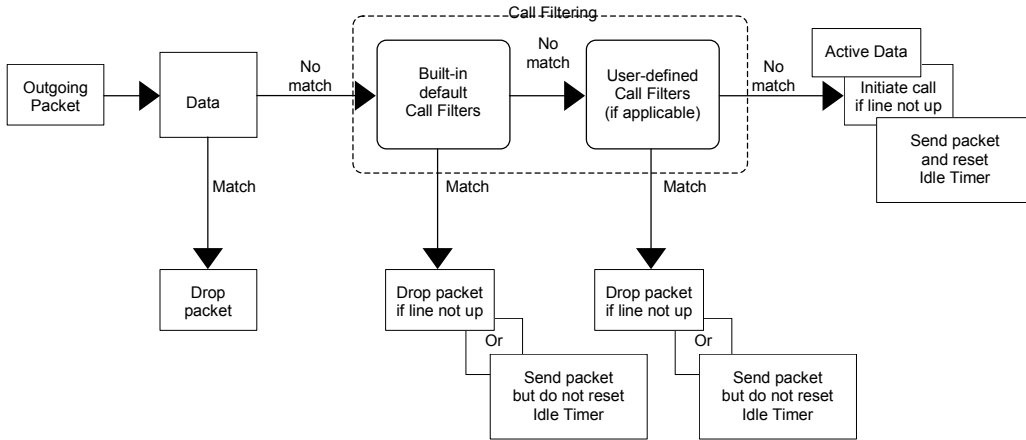 Call Filtering
Outgoing
Packet
Data
No
match
Built-in
default
Call Filters
No
match
User-defined
Call Filters
(if applicable)
No
match
Active Data
Initiate call
if line not up
Send packet
and reset
Idle Timer
Match
Match
Match
Drop
packet
Drop packet
if line not up
Or
Send packet
but do not reset
Idle Timer
Drop packet
if line not up
Or
Send packet
but do not reset
Idle Timer